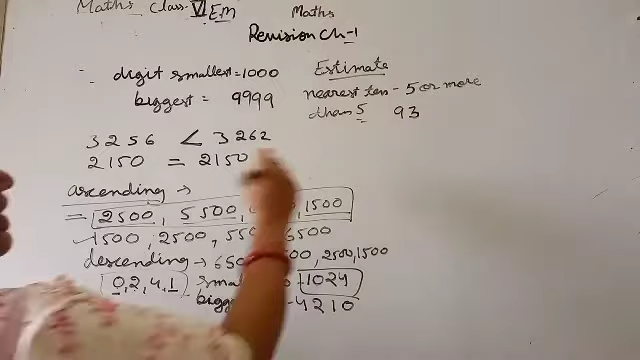 Maths Class VI EM Maths
Revision Ch-1
digit smallest = 1000
biggest = 9999
Estimate
nearest ten - 5 or more
than 5 93
3256 < 3262
2150 = 2150
ascending →
= 2500, 5500, 1500
1500, 2500, 6500
descending → 2500, 1500
0, 2, 4, 1 1024
4210